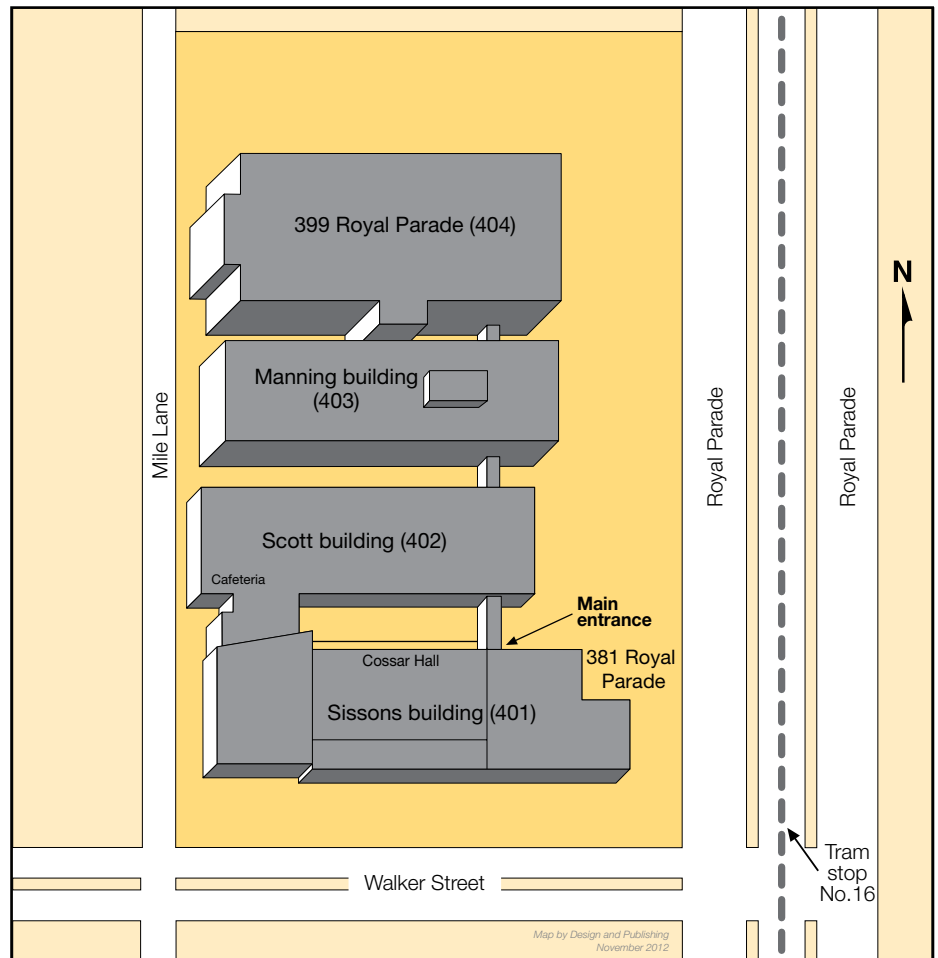 399 Royal Parade (404)
N
Manning building
(403)
Mile Lane
Royal Parade
Royal Parade
Scott building (402)
Cafeteria
Main
entrance
Cossar Hall
381 Royal
Parade
Sissons building (401)
Tram
stop
No.16
Walker Street
Map by Design and Publishing
November 2012